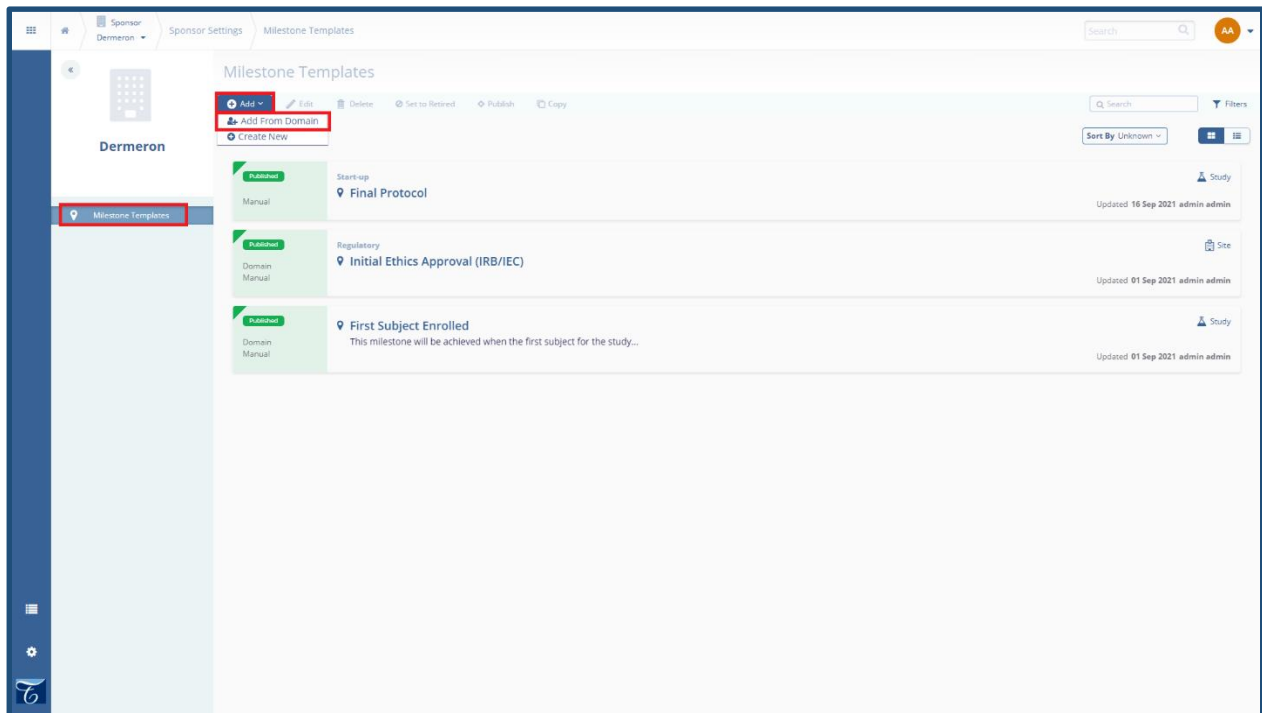 Sponsor
Dermeron
Sponsor Settings
Milestone Templates
Search
AA
Milestone Templates
Add
Edit
Delete
Set to Retired
Publish
Copy
Search
Filters
Add From Domain
Create New
Sort By Unknown
Dermeron
Milestone Templates
Published
Manual
Start-up
Final Protocol
Study
Updated 16 Sep 2021 admin admin
Published
Domain
Manual
Regulatory
Initial Ethics Approval (IRB/IEC)
Site
Updated 01 Sep 2021 admin admin
Published
Domain
Manual
First Subject Enrolled
This milestone will be achieved when the first subject for the study...
Study
Updated 01 Sep 2021 admin admin